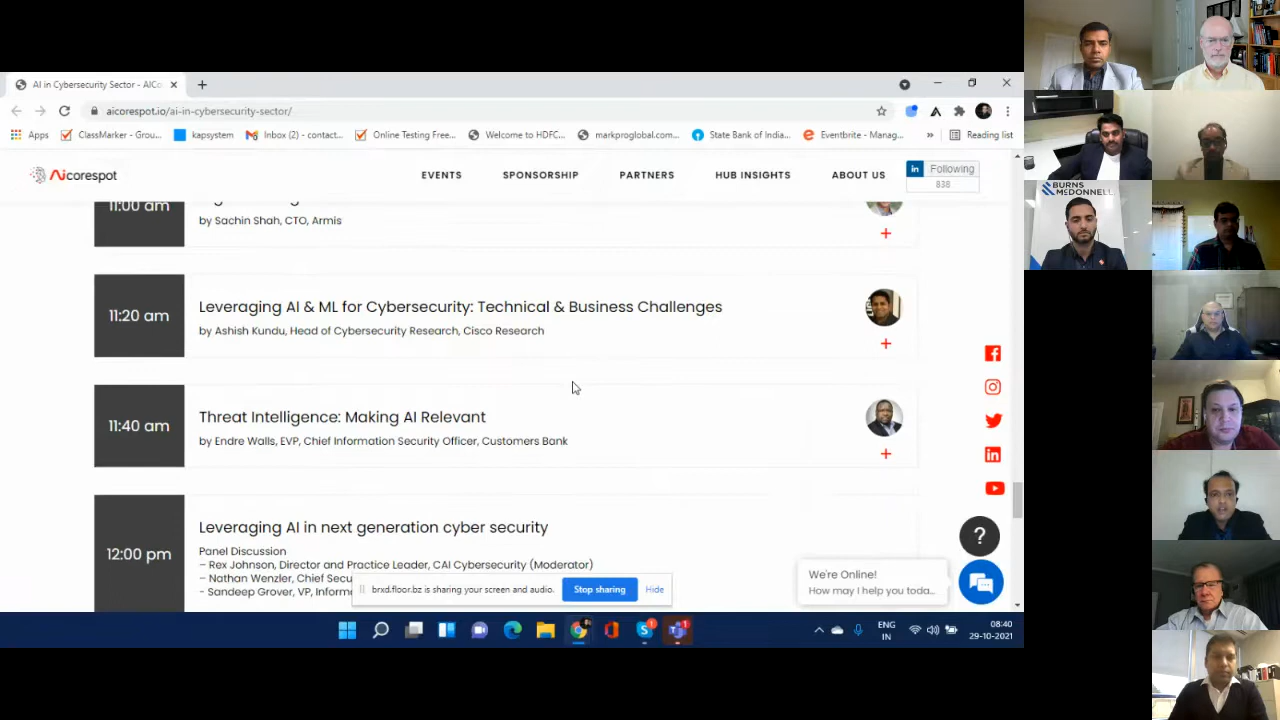 AI in Cybersecurity Sector - AICo
aicorespot.io/ai-in-cybersecurity-sector/
Apps ClassMarker - Grou... kapsystem Inbox (2) - contact... Online Testing Free... Welcome to HDFC... markproglobal.com... State Bank of India... Eventbrite - Manag... » Reading list
Aicorespot EVENTS SPONSORSHIP PARTNERS HUB INSIGHTS ABOUT US in Following
838
11:00 am
by Sachin Shah, CTO, Armis
11:20 am
Leveraging AI & ML for Cybersecurity: Technical & Business Challenges
by Ashish Kundu, Head of Cybersecurity Research, Cisco Research
11:40 am
Threat Intelligence: Making AI Relevant
by Endre Walls, EVP, Chief Information Security Officer, Customers Bank
12:00 pm
Leveraging AI in next generation cyber security
Panel Discussion
– Rex Johnson, Director and Practice Leader, CAI Cybersecurity (Moderator)
– Nathan Wenzler, Chief Secu
– Sandeep Grover, VP, Inform
brxd.floor.bz is sharing your screen and audio. Stop sharing Hide
We're Online!
How may I help you toda...
?
ENG
IN
08:40
29-10-2021
BURNS
McDONNELL